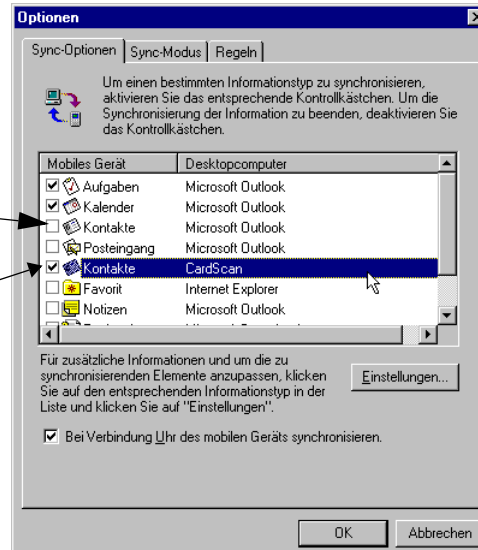 Optionen
Sync-Optionen Sync-Modus Regeln
Um einen bestimmten Informationstyp zu synchronisieren,
aktivieren Sie das entsprechende Kontrollkästchen. Um die
Synchronisierung der Information zu beenden, deaktivieren Sie
das Kontrollkästchen.
Mobiles Gerät Desktopcomputer
Aufgaben Microsoft Outlook
Kalender Microsoft Outlook
Kontakte Microsoft Outlook
Posteingang Microsoft Outlook
Kontakte CardScan
Favorit Internet Explorer
Notizen Microsoft Outlook
Für zusätzliche Informationen und um die zu
synchronisierenden Elemente anzupassen, klicken
Sie auf den entsprechenden Informationstyp in der
Liste und klicken Sie auf "Einstellungen".
Einstellungen...
Bei Verbindung Uhr des mobilen Geräts synchronisieren.
OK Abbrechen